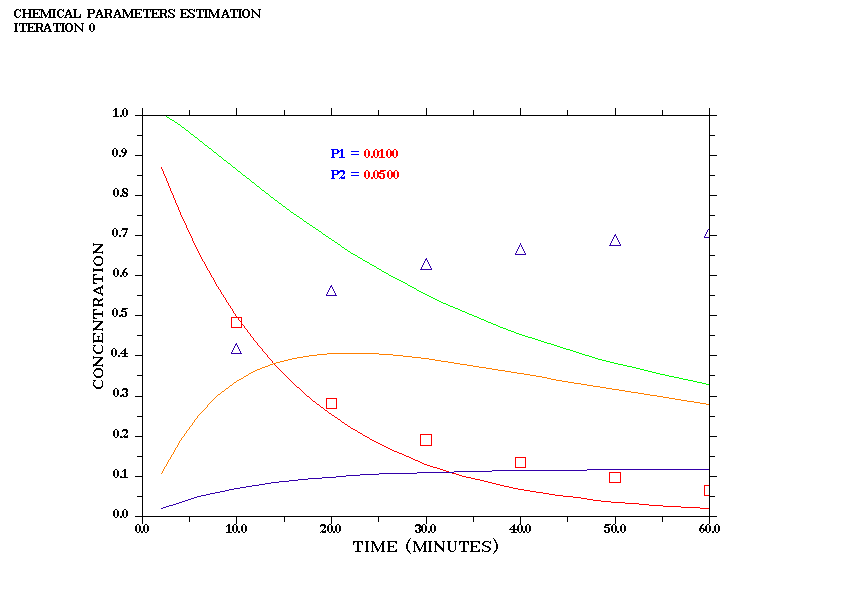 CHEMICAL PARAMETERS ESTIMATION
ITERATION 0
1.0
0.9
0.8
0.7
0.6
0.5
0.4
0.3
0.2
0.1
0.0
P1 = 0.0100
P2 = 0.0500
CONCENTRATION
0.0 10.0 20.0 30.0 40.0 50.0 60.0
TIME (MINUTES)